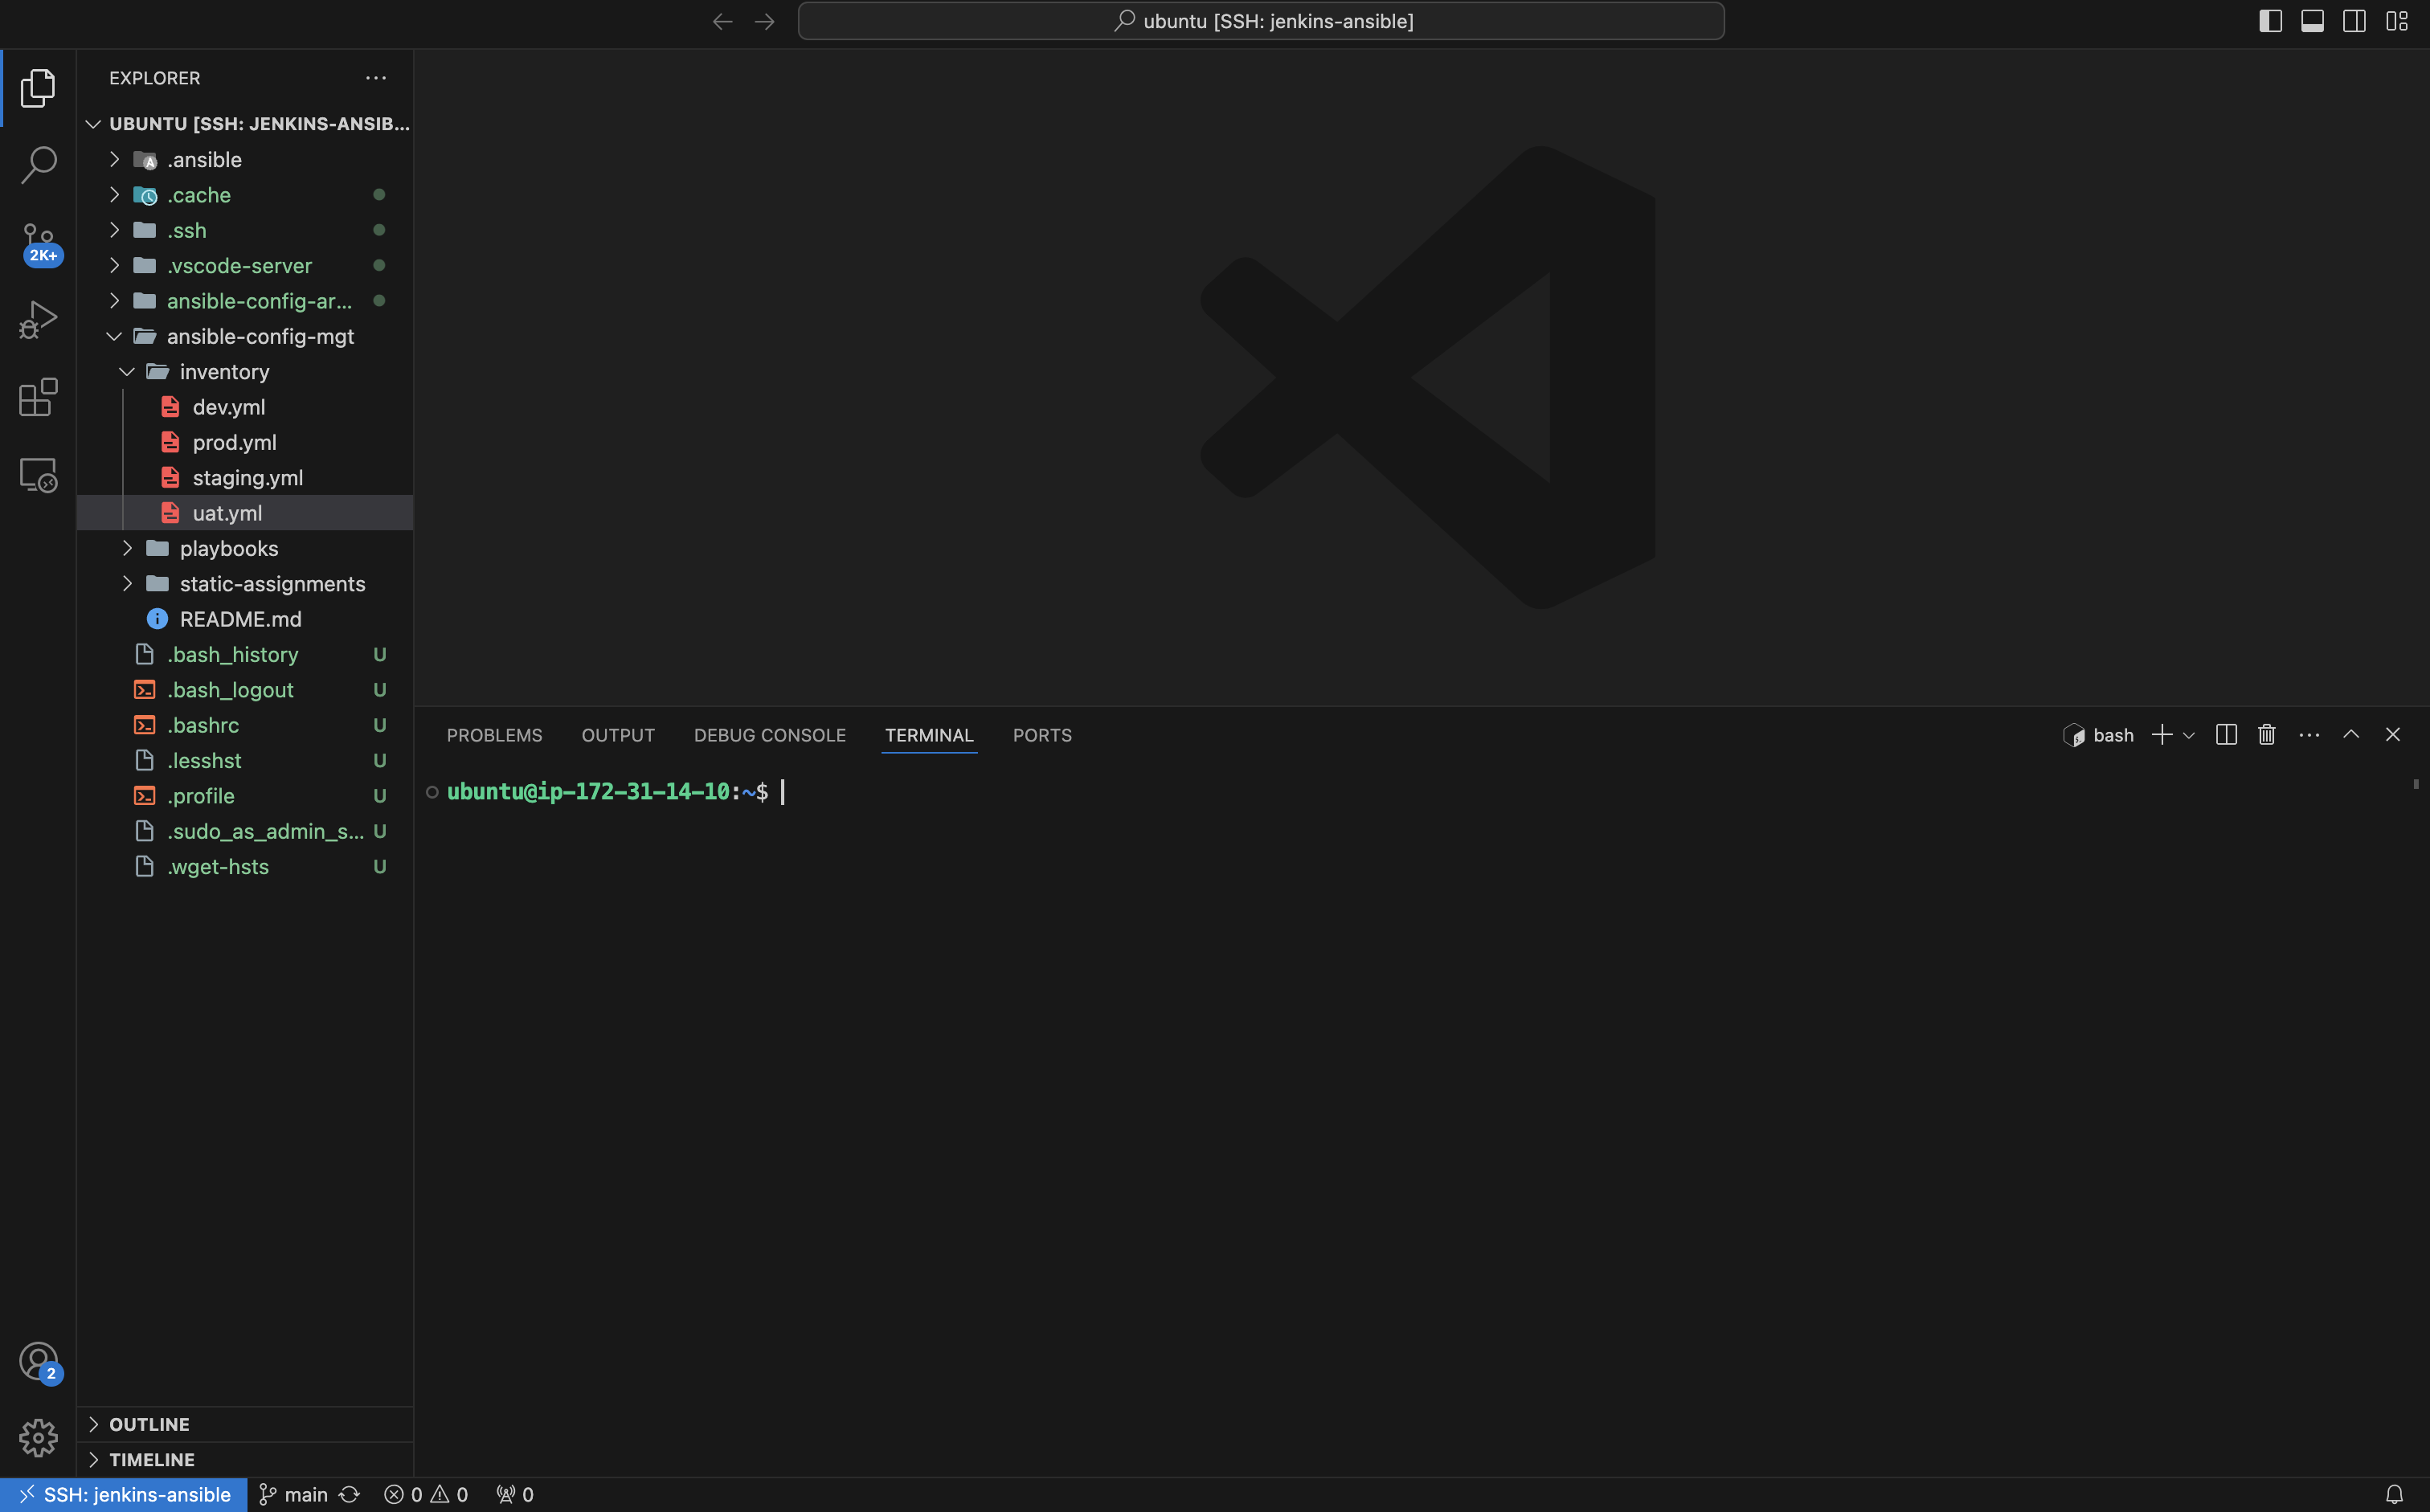 ubuntu [SSH: jenkins-ansible]
EXPLORER
UBUNTU [SSH: JENKINS-ANSIB...
.ansible
.cache
.ssh
2K+
.vscode-server
ansible-config-ar...
ansible-config-mgt
inventory
dev.yml
prod.yml
staging.yml
uat.yml
playbooks
static-assignments
README.md
.bash_history U
.bash_logout U
.bashrc U
.lesshst U
.profile U
.sudo_as_admin_s... U
.wget-hsts U
PROBLEMS OUTPUT DEBUG CONSOLE TERMINAL PORTS
bash
ubuntu@ip-172-31-14-10:~$
2
OUTLINE
TIMELINE
SSH: jenkins-ansible main 0 0 0